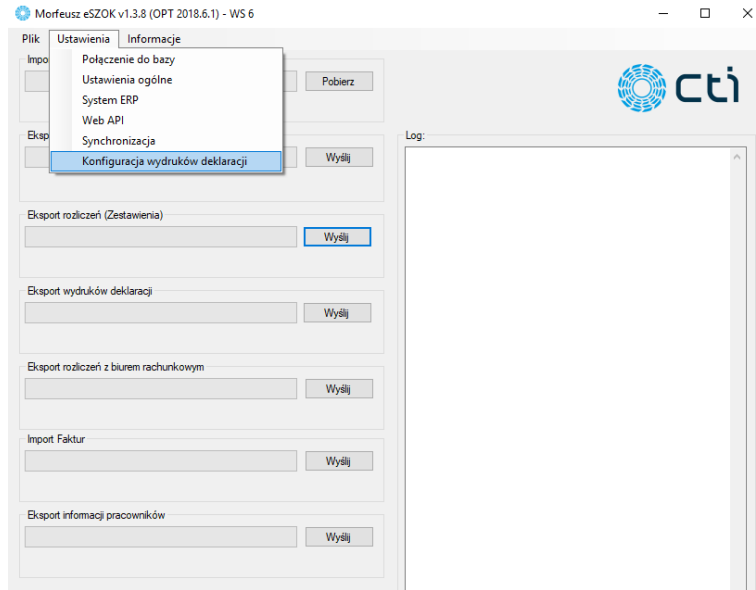 Morfeusz eSZOK v1.3.8 (OPT 2018.6.1) - WS 6
Plik Ustawienia Informacje
Połączenie do bazy
Ustawienia ogólne
System ERP
Web API
Synchronizacja
Konfiguracja wydruków deklaracji
Impo
Pobierz
cti
Eksp
Wyślij
Log:
Eksport rozliczeń (Zestawienia)
Wyślij
Eksport wydruków deklaracji
Wyślij
Eksport rozliczeń z biurem rachunkowym
Wyślij
Import Faktur
Wyślij
Eksport informacji pracowników
Wyślij